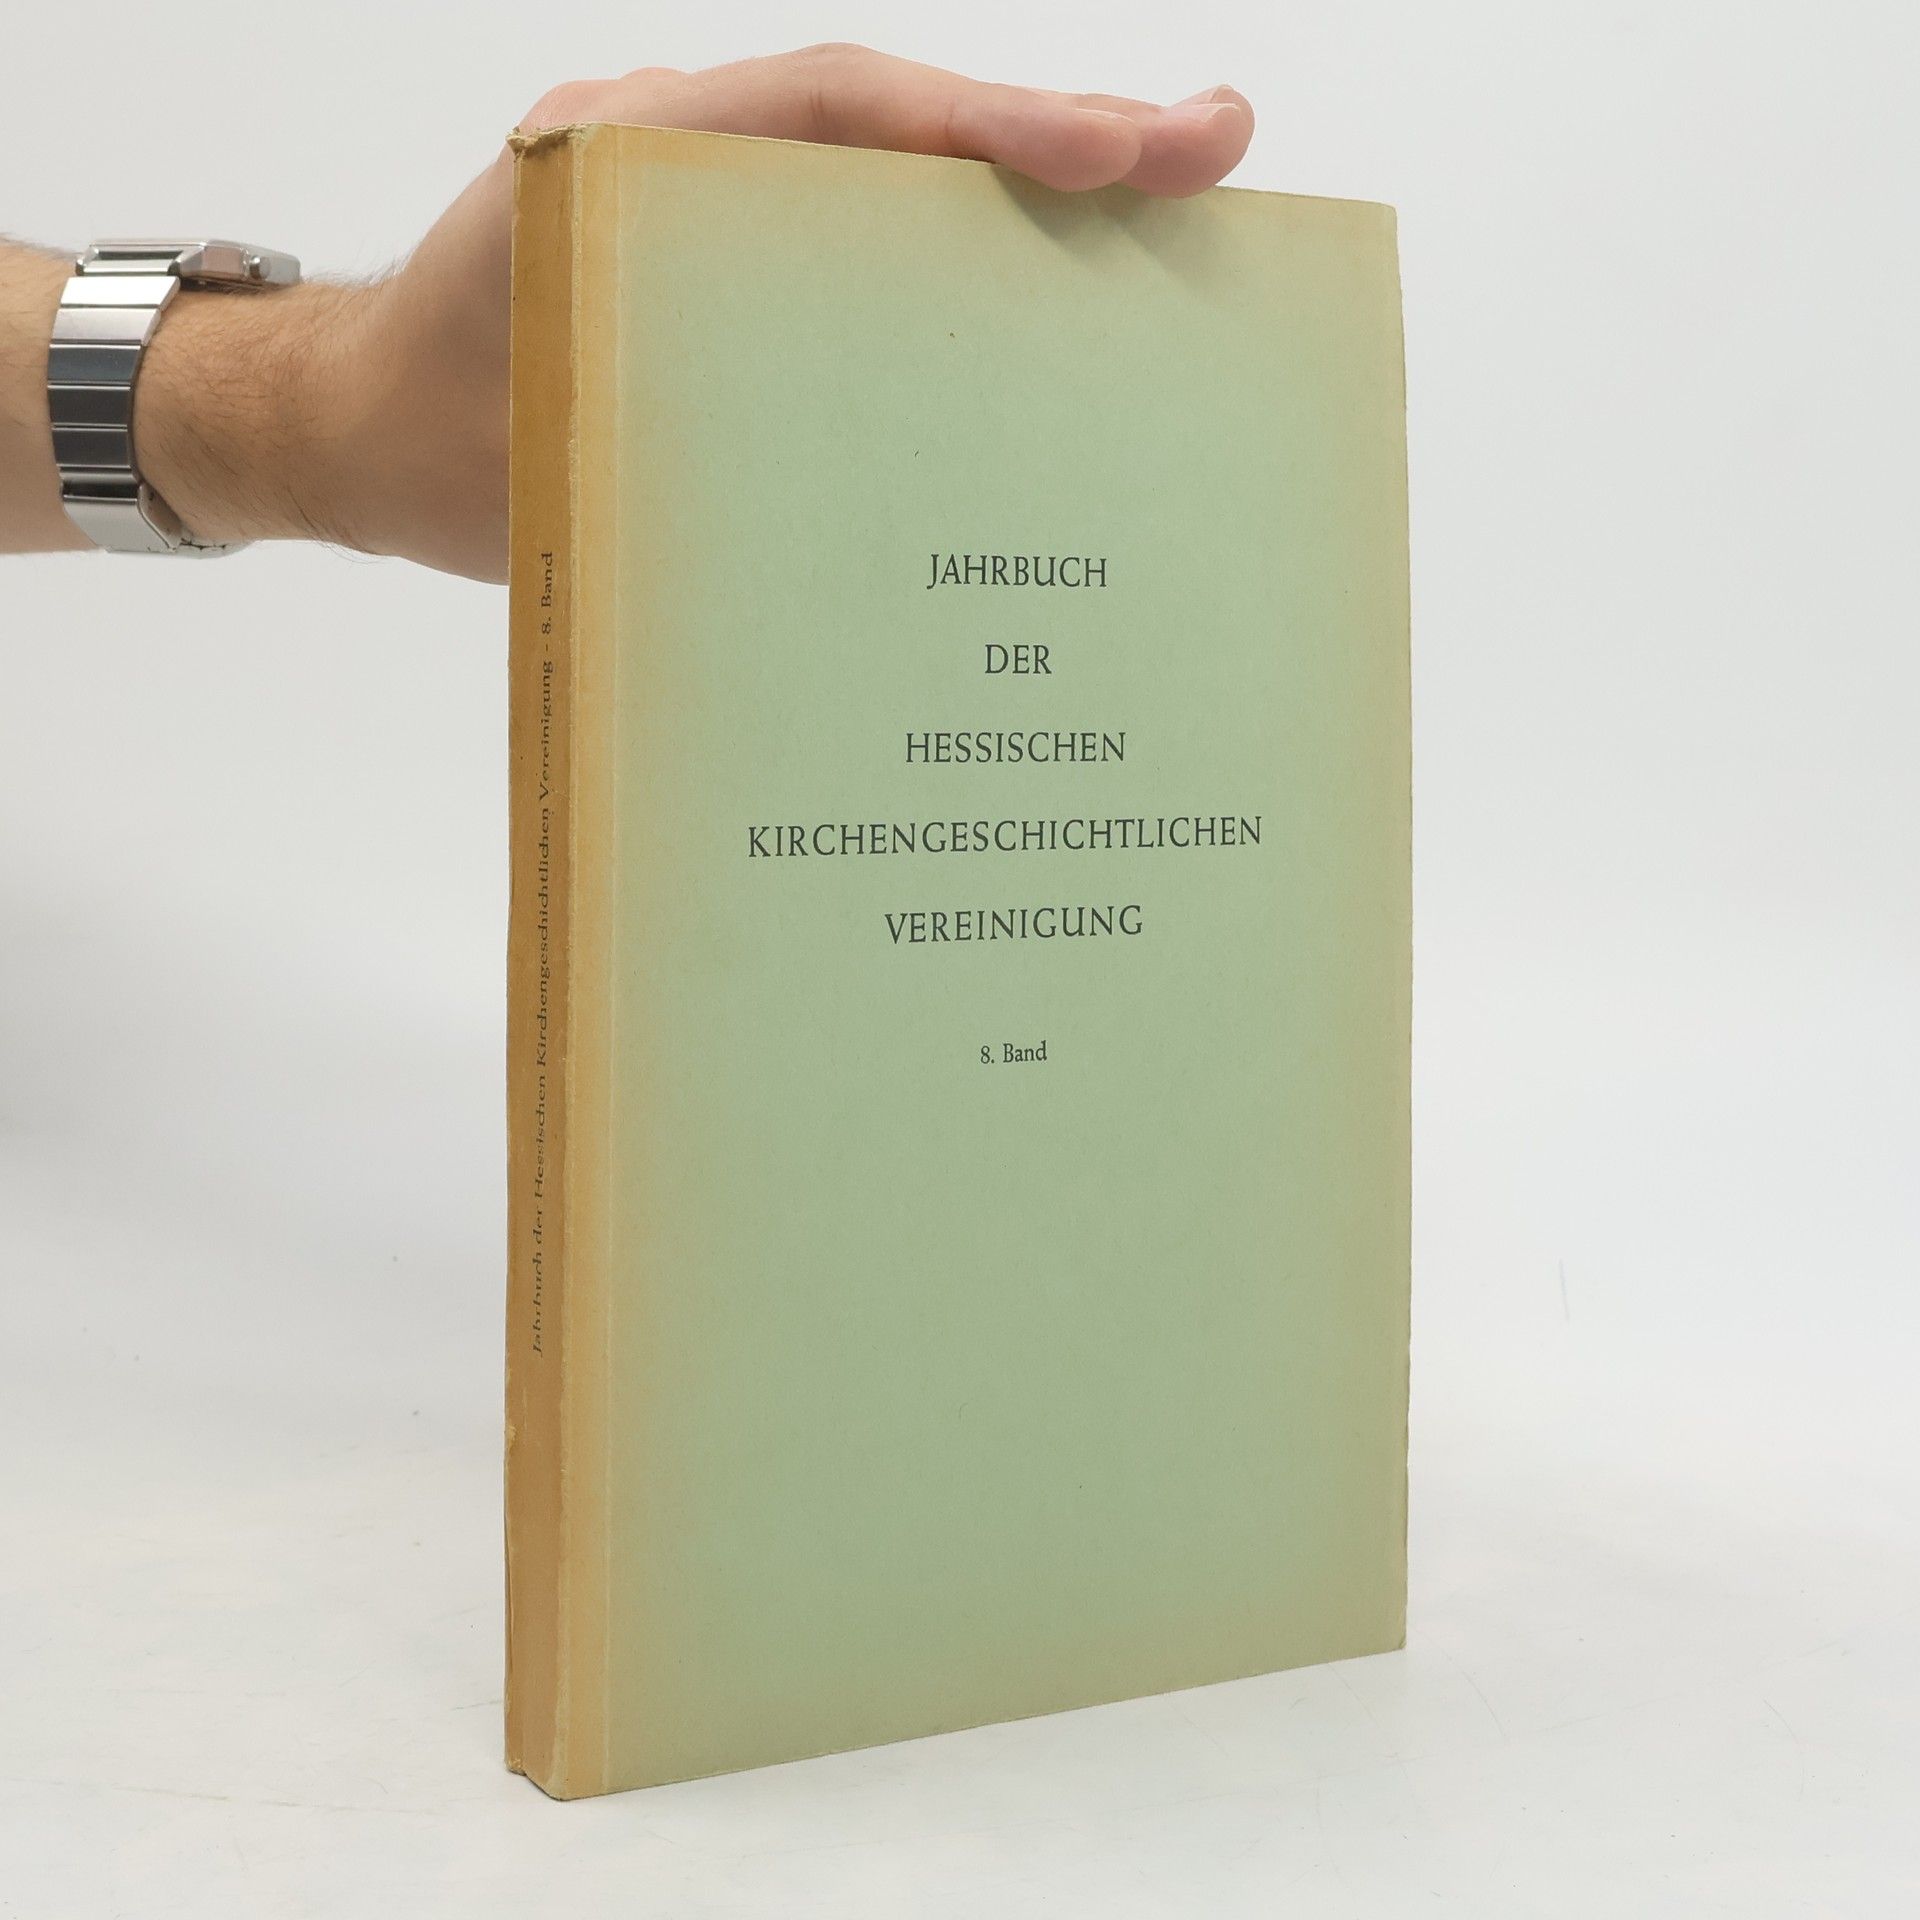 JAHRBUCH
DER
HESSISCHEN
KIRCHENGESCHICHTLICHEN
VEREINIGUNG
8. Band
Jahrbuch der Hessischen Kirchengeschichtlichen Vereinigung - 8. Band